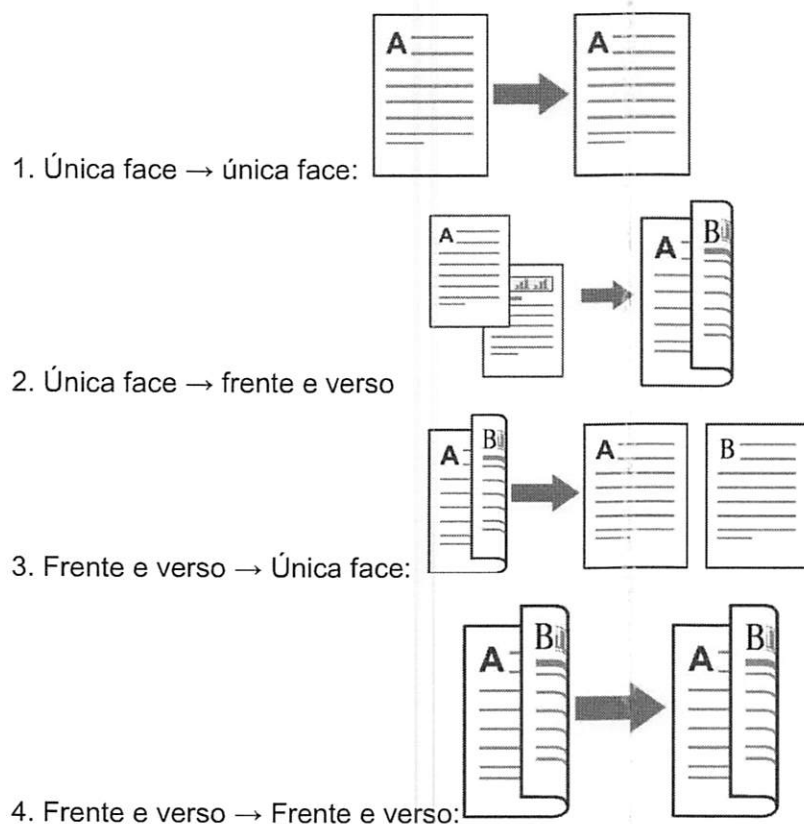 A A
1. Única face → única face:
A A B
2. Única face → frente e verso
A B A B
3. Frente e verso → Única face:
A B A B
4. Frente e verso → Frente e verso: